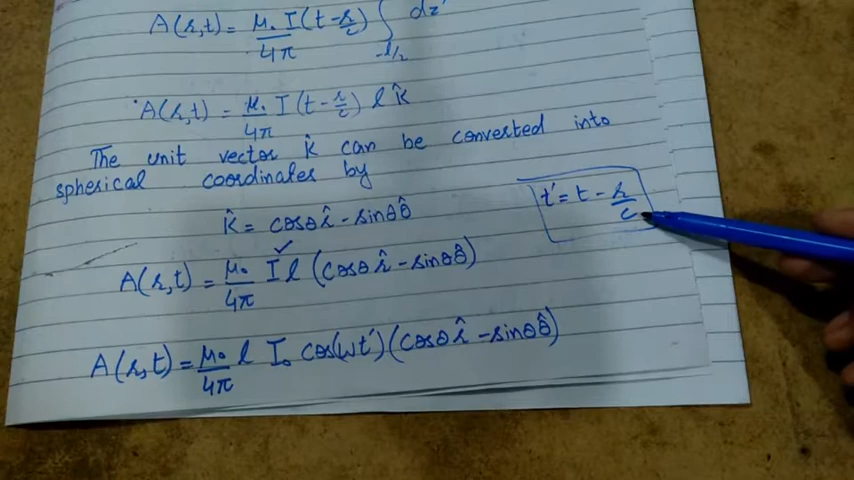 A(r,t) = μ₀/4π I(t-r/c) ∫_{-l/2} dz'
A(r,t) = μ₀/4π I(t-r/c) l k̂
The unit vector k̂ can be converted into
spherical coordinates by
k̂ = cosθ r̂ - sinθ θ̂
t' = t - r/c
A(r,t) = μ₀/4π I l (cosθ r̂ - sinθ θ̂)
A(r,t) = μ₀/4π l I₀ cos(ωt')(cosθ r̂ - sinθ θ̂)